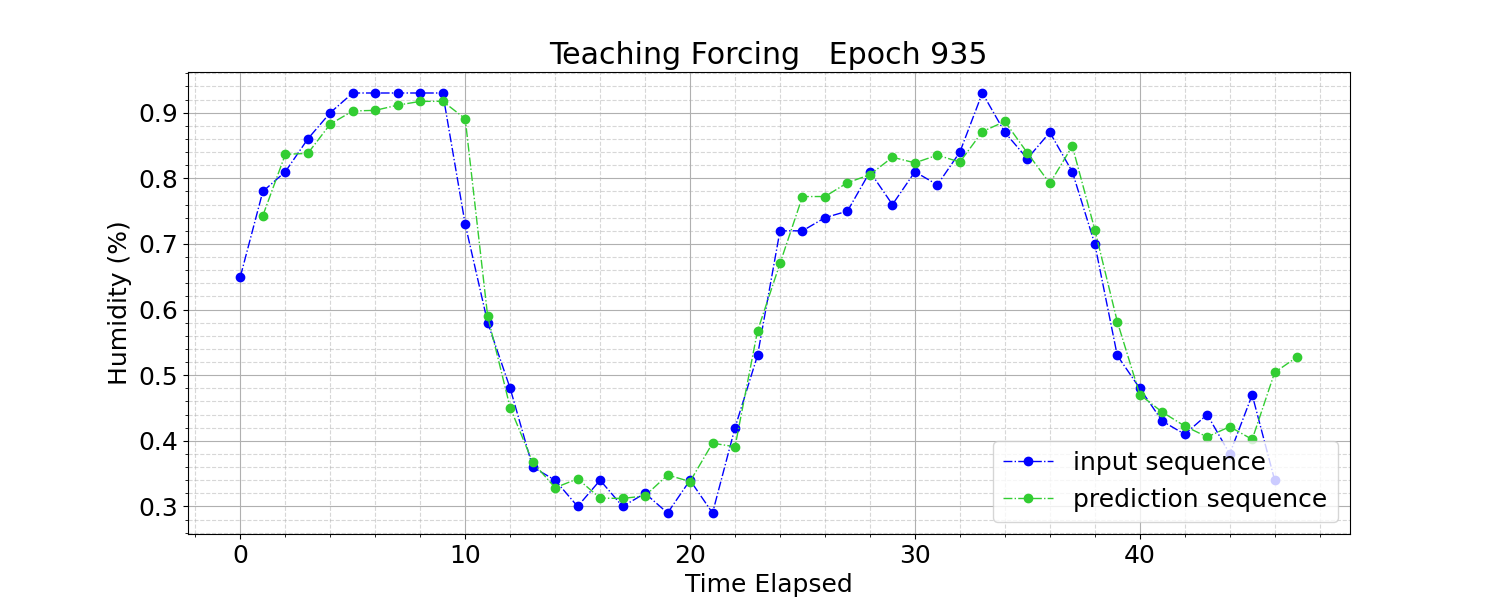 Teaching Forcing   Epoch 935
Humidity (%)
0.9
0.8
0.7
0.6
0.5
0.4
0.3
input sequence
prediction sequence
0 10 20 30 40
Time Elapsed